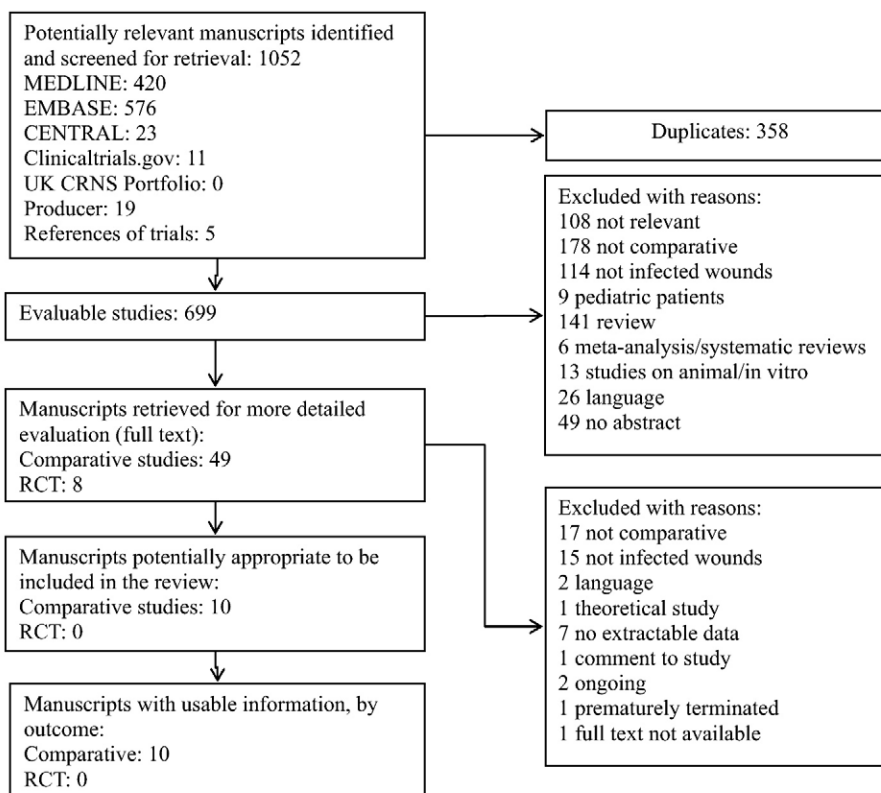 Potentially relevant manuscripts identified
and screened for retrieval: 1052
MEDLINE: 420
EMBASE: 576
CENTRAL: 23
Clinicaltrials.gov: 11
UK CRNS Portfolio: 0
Producer: 19
References of trials: 5
Duplicates: 358
Evaluable studies: 699
Excluded with reasons:
108 not relevant
178 not comparative
114 not infected wounds
9 pediatric patients
141 review
6 meta-analysis/systematic reviews
13 studies on animal/in vitro
26 language
49 no abstract
Manuscripts retrieved for more detailed
evaluation (full text):
Comparative studies: 49
RCT: 8
Excluded with reasons:
17 not comparative
15 not infected wounds
2 language
1 theoretical study
7 no extractable data
1 comment to study
2 ongoing
1 prematurely terminated
1 full text not available
Manuscripts potentially appropriate to be
included in the review:
Comparative studies: 10
RCT: 0
Manuscripts with usable information, by
outcome:
Comparative: 10
RCT: 0